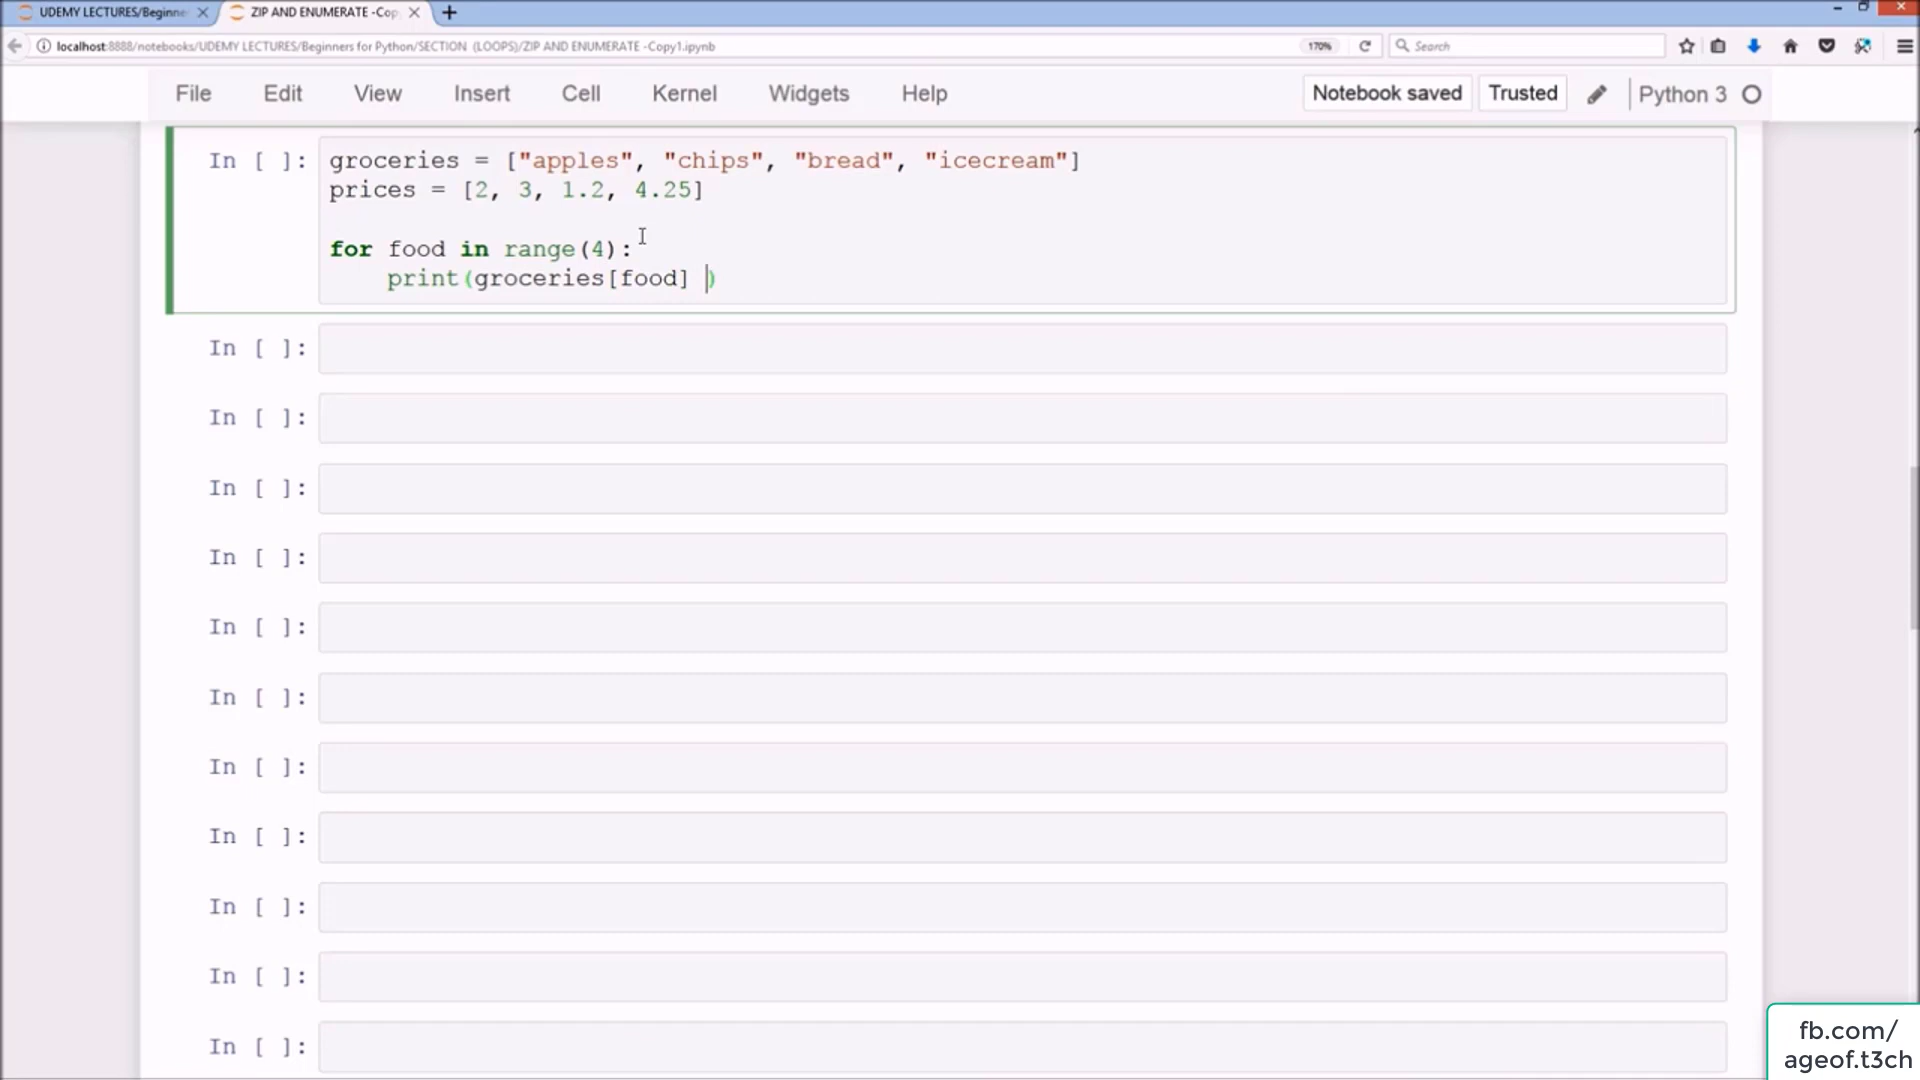 UDEMY LECTURES/Beginne
ZIP AND ENUMERATE -Cop
localhost:8888/notebooks/UDEMY LECTURES/Beginners for Python/SECTION (LOOPS)/ZIP AND ENUMERATE -Copy1.ipynb
170%
Search
File Edit View Insert Cell Kernel Widgets Help
Notebook saved
Trusted
Python 3
In [ ]:
groceries = ["apples", "chips", "bread", "icecream"]
prices = [2, 3, 1.2, 4.25]
for food in range(4):
print(groceries[food] )
In [ ]:
In [ ]:
In [ ]:
In [ ]:
In [ ]:
In [ ]:
In [ ]:
In [ ]:
In [ ]:
In [ ]:
In [ ]:
fb.com/
ageof.t3ch